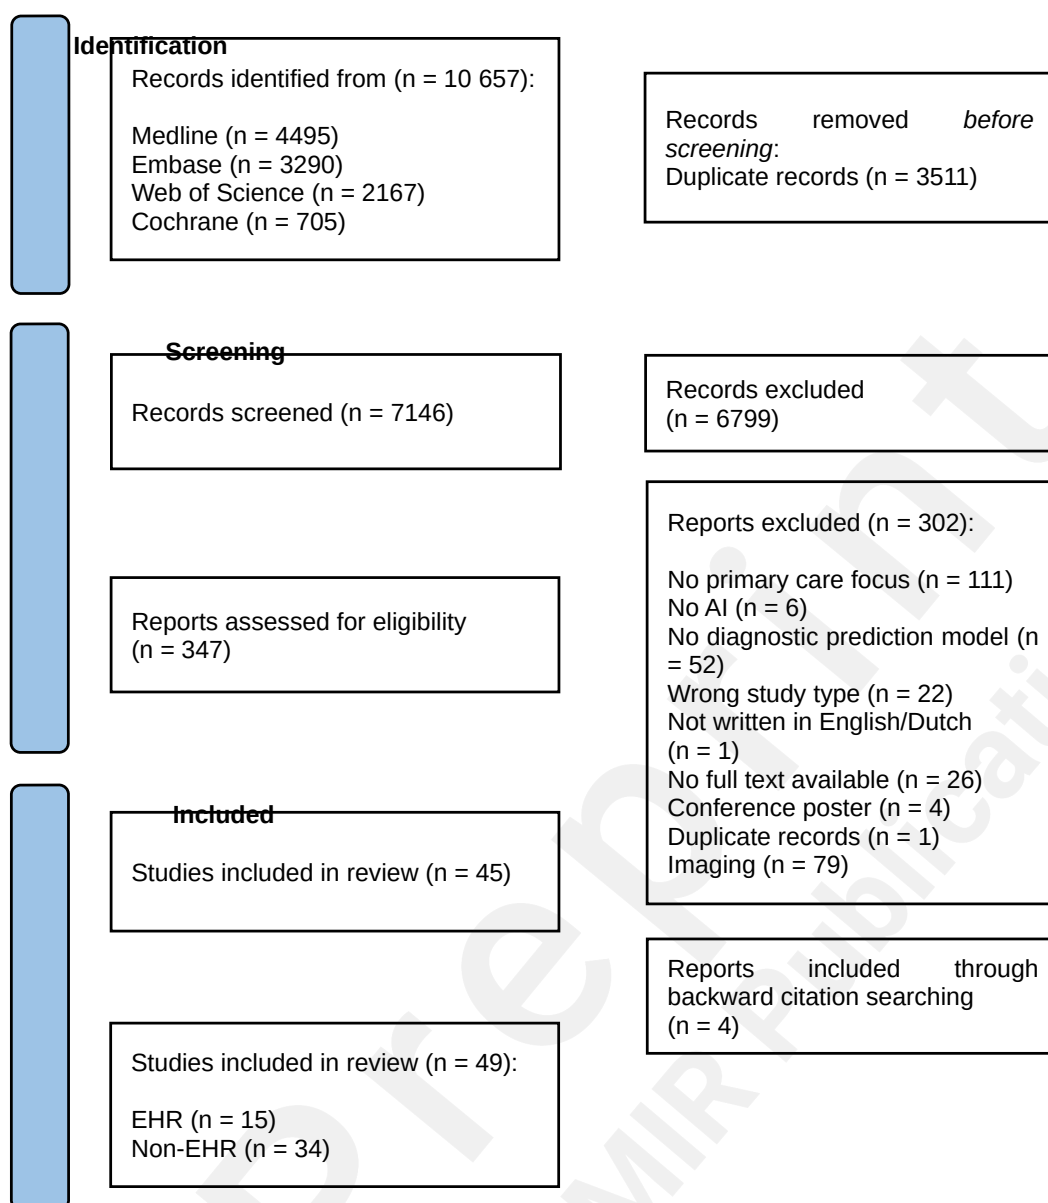 Identification
Records identified from (n = 10 657):
Medline (n = 4495)
Embase (n = 3290)
Web of Science (n = 2167)
Cochrane (n = 705)
Records removed before
screening:
Duplicate records (n = 3511)
Screening
Records screened (n = 7146)
Records excluded
(n = 6799)
Reports assessed for eligibility
(n = 347)
Reports excluded (n = 302):
No primary care focus (n = 111)
No AI (n = 6)
No diagnostic prediction model (n
= 52)
Wrong study type (n = 22)
Not written in English/Dutch
(n = 1)
No full text available (n = 26)
Conference poster (n = 4)
Duplicate records (n = 1)
Imaging (n = 79)
Included
Studies included in review (n = 45)
Reports included through
backward citation searching
(n = 4)
Studies included in review (n = 49):
EHR (n = 15)
Non-EHR (n = 34)
Preprint